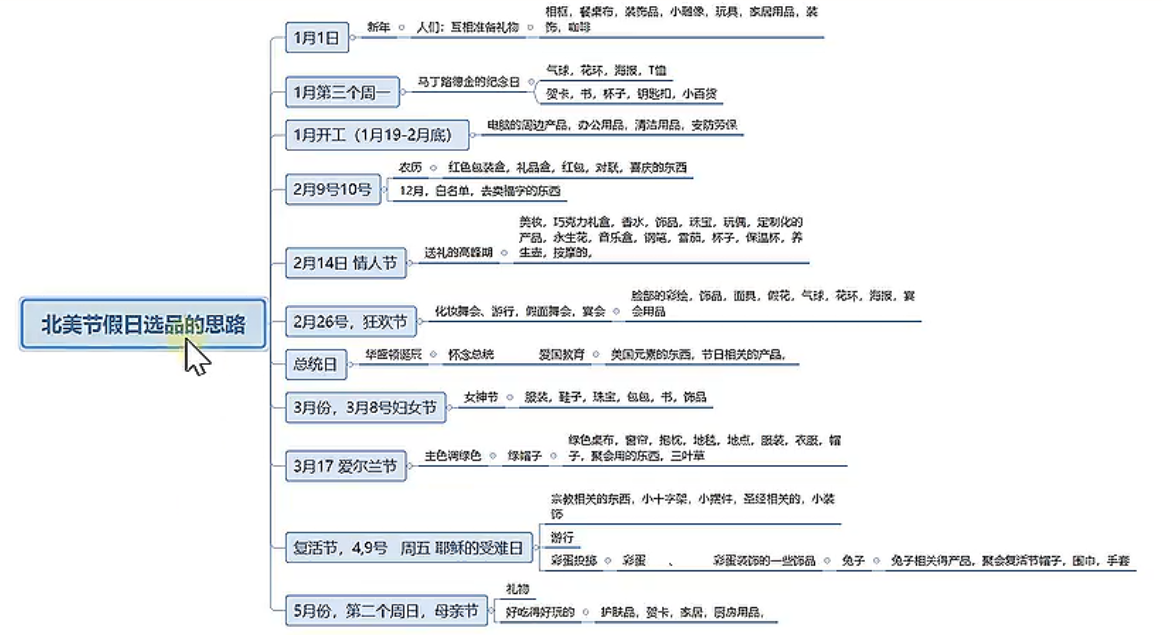 北美节假日选品的思路
1月1日
新年
人们：互相准备礼物
相框，餐桌布，装饰品，小雕像，玩具，家居用品，装
饰，咖啡
1月第三个周一
马丁路德金的纪念日
气球，花环，海报，T恤
贺卡，书，杯子，钥匙扣，小百货
1月开工（1月19-2月底）
电脑的周边产品，办公用品，清洁用品，安防劳保
2月9号10号
农历
红色包装盒，礼品盒，红包，对联，喜庆的东西
12月，白名单，去卖福字的东西
2月14日 情人节
送礼的高峰期
美妆，巧克力礼盒，香水，饰品，珠宝，玩偶，定制化的
产品，永生花，音乐盒，钢笔，雪茄，杯子，保温杯，养
生壶，按摩的，
2月26号，狂欢节
化妆舞会、游行，假面舞会，宴会
脸部的彩绘，饰品，面具，假花，气球，花环，海报，宴
会用品
总统日
华盛顿诞辰
怀念总统
爱国教育
美国元素的东西，节日相关的产品，
3月份，3月8号妇女节
女神节
服装，鞋子，珠宝，包包，书，饰品
3月17 爱尔兰节
主色调绿色
绿帽子
绿色桌布，窗帘，抱枕，地毯，地点，服装，衣服，帽
子，聚会用的东西，三叶草
复活节，4,9号 周五 耶稣的受难日
宗教相关的东西，小十字架，小摆件，圣经相关的，小装
饰
游行
彩蛋投掷
彩蛋 、 彩蛋装饰的一些饰品
兔子
兔子相关得产品，聚会复活节帽子，围巾，手套
5月份，第二个周日，母亲节
礼物
好吃得好玩的
护肤品，贺卡，家居，厨房用品，